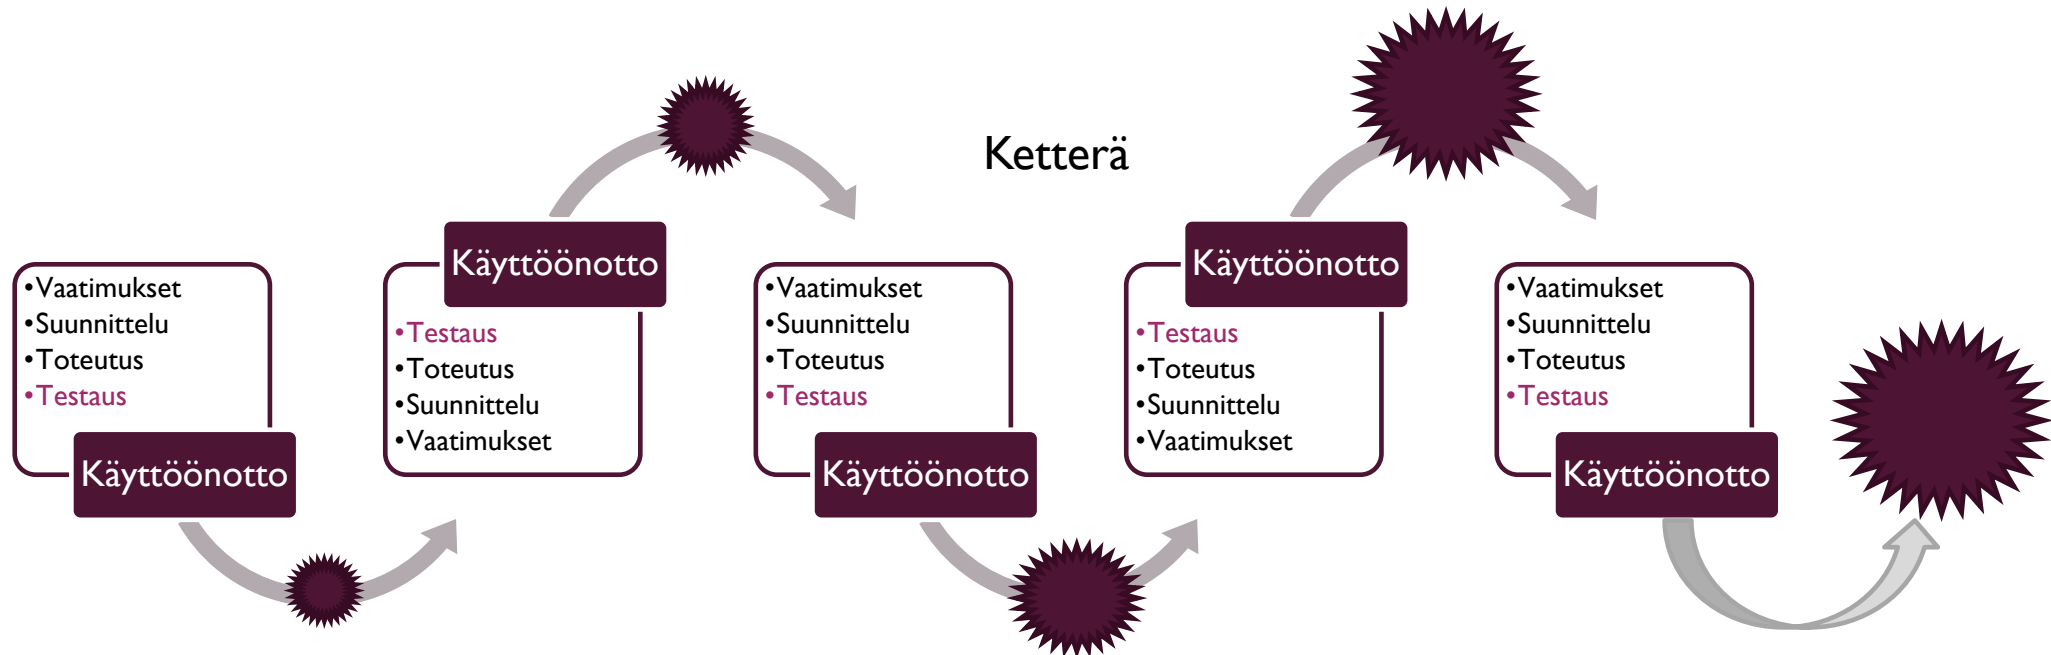 Ketterä
•Vaatimukset
•Suunnittelu
•Toteutus
•Testaus
Käyttöönotto
Käyttöönotto
•Testaus
•Toteutus
•Suunnittelu
•Vaatimukset
•Vaatimukset
•Suunnittelu
•Toteutus
•Testaus
Käyttöönotto
Käyttöönotto
•Testaus
•Toteutus
•Suunnittelu
•Vaatimukset
•Vaatimukset
•Suunnittelu
•Toteutus
•Testaus
Käyttöönotto